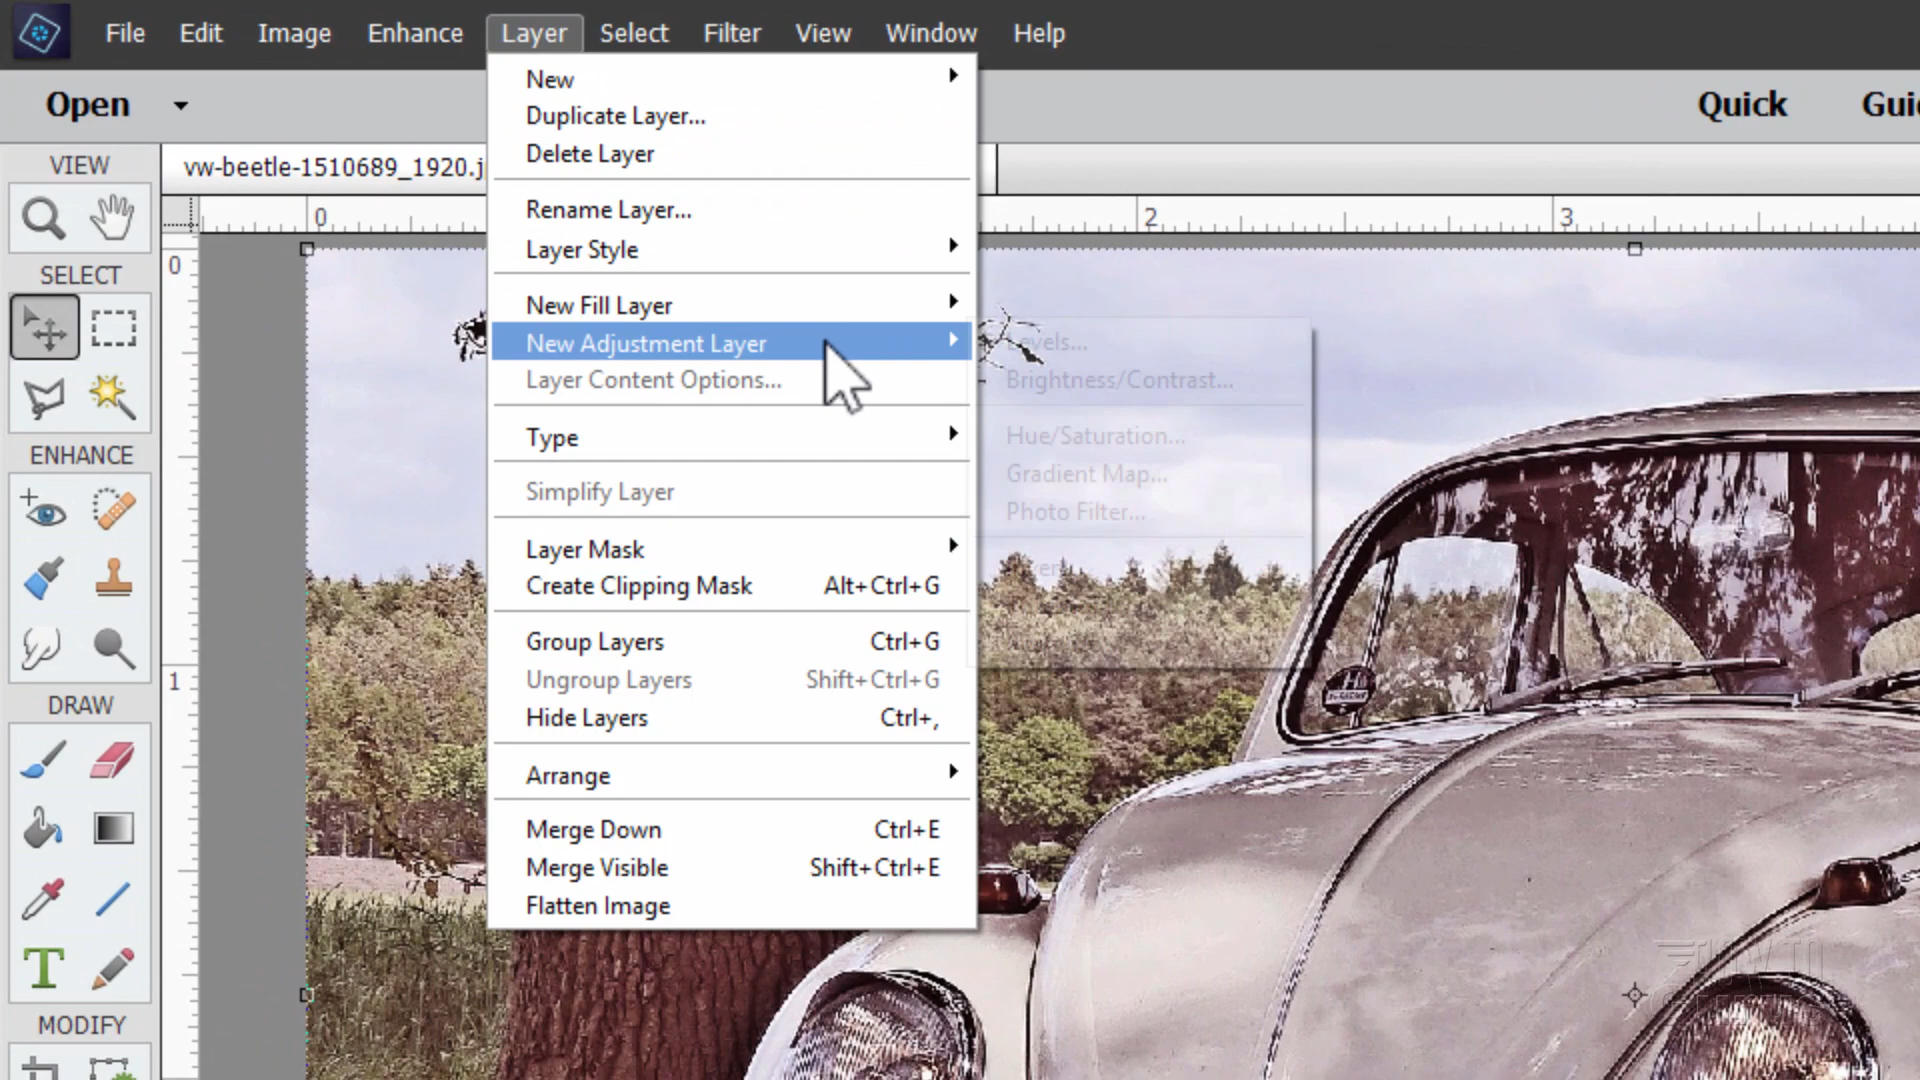 File Edit Image Enhance Layer Select Filter View Window Help
Open Quick
VIEW
vw-beetle-1510689_1920.j
0 2 3
0
1
SELECT
ENHANCE
DRAW
MODIFY
New
Duplicate Layer...
Delete Layer
Rename Layer...
Layer Style
New Fill Layer
New Adjustment Layer
Layer Content Options...
Type
Simplify Layer
Layer Mask
Create Clipping Mask Alt+Ctrl+G
Group Layers Ctrl+G
Ungroup Layers Shift+Ctrl+G
Hide Layers Ctrl+,
Arrange
Merge Down Ctrl+E
Merge Visible Shift+Ctrl+E
Flatten Image
Levels...
Brightness/Contrast...
Hue/Saturation...
Gradient Map...
Photo Filter...
HOW TO